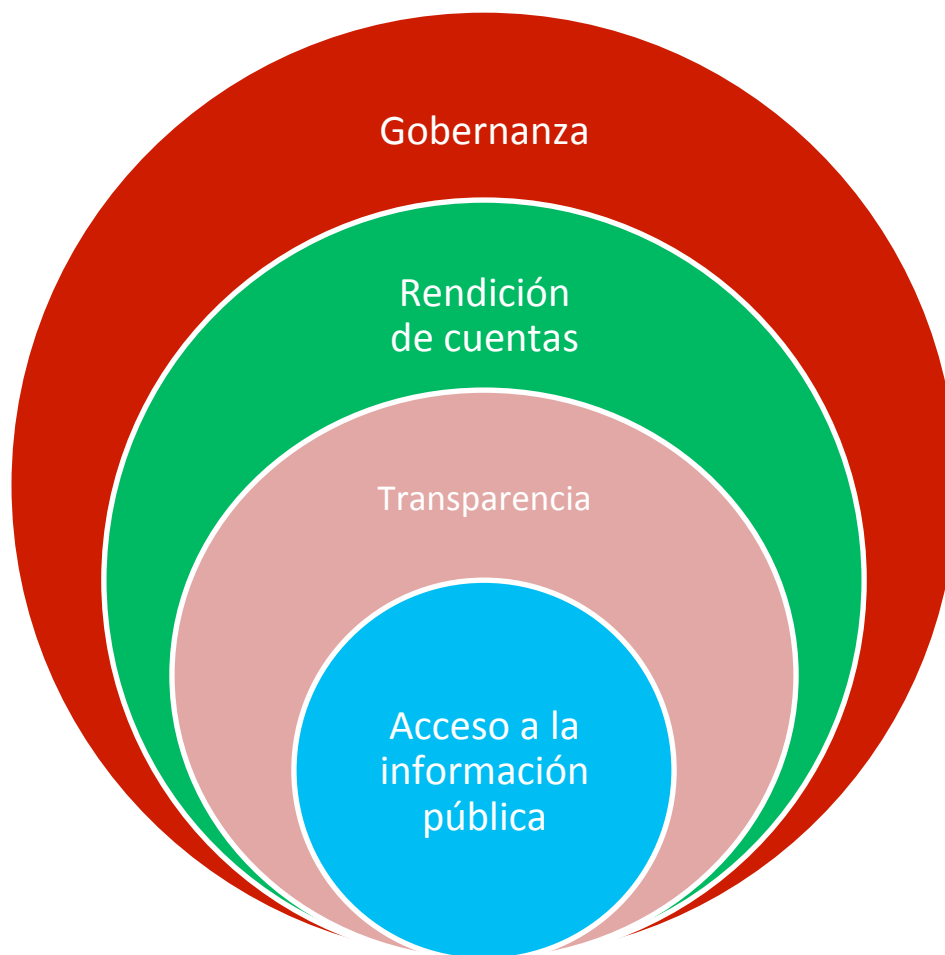 Gobernanza
Rendición
de cuentas
Transparencia
Acceso a la
información
pública